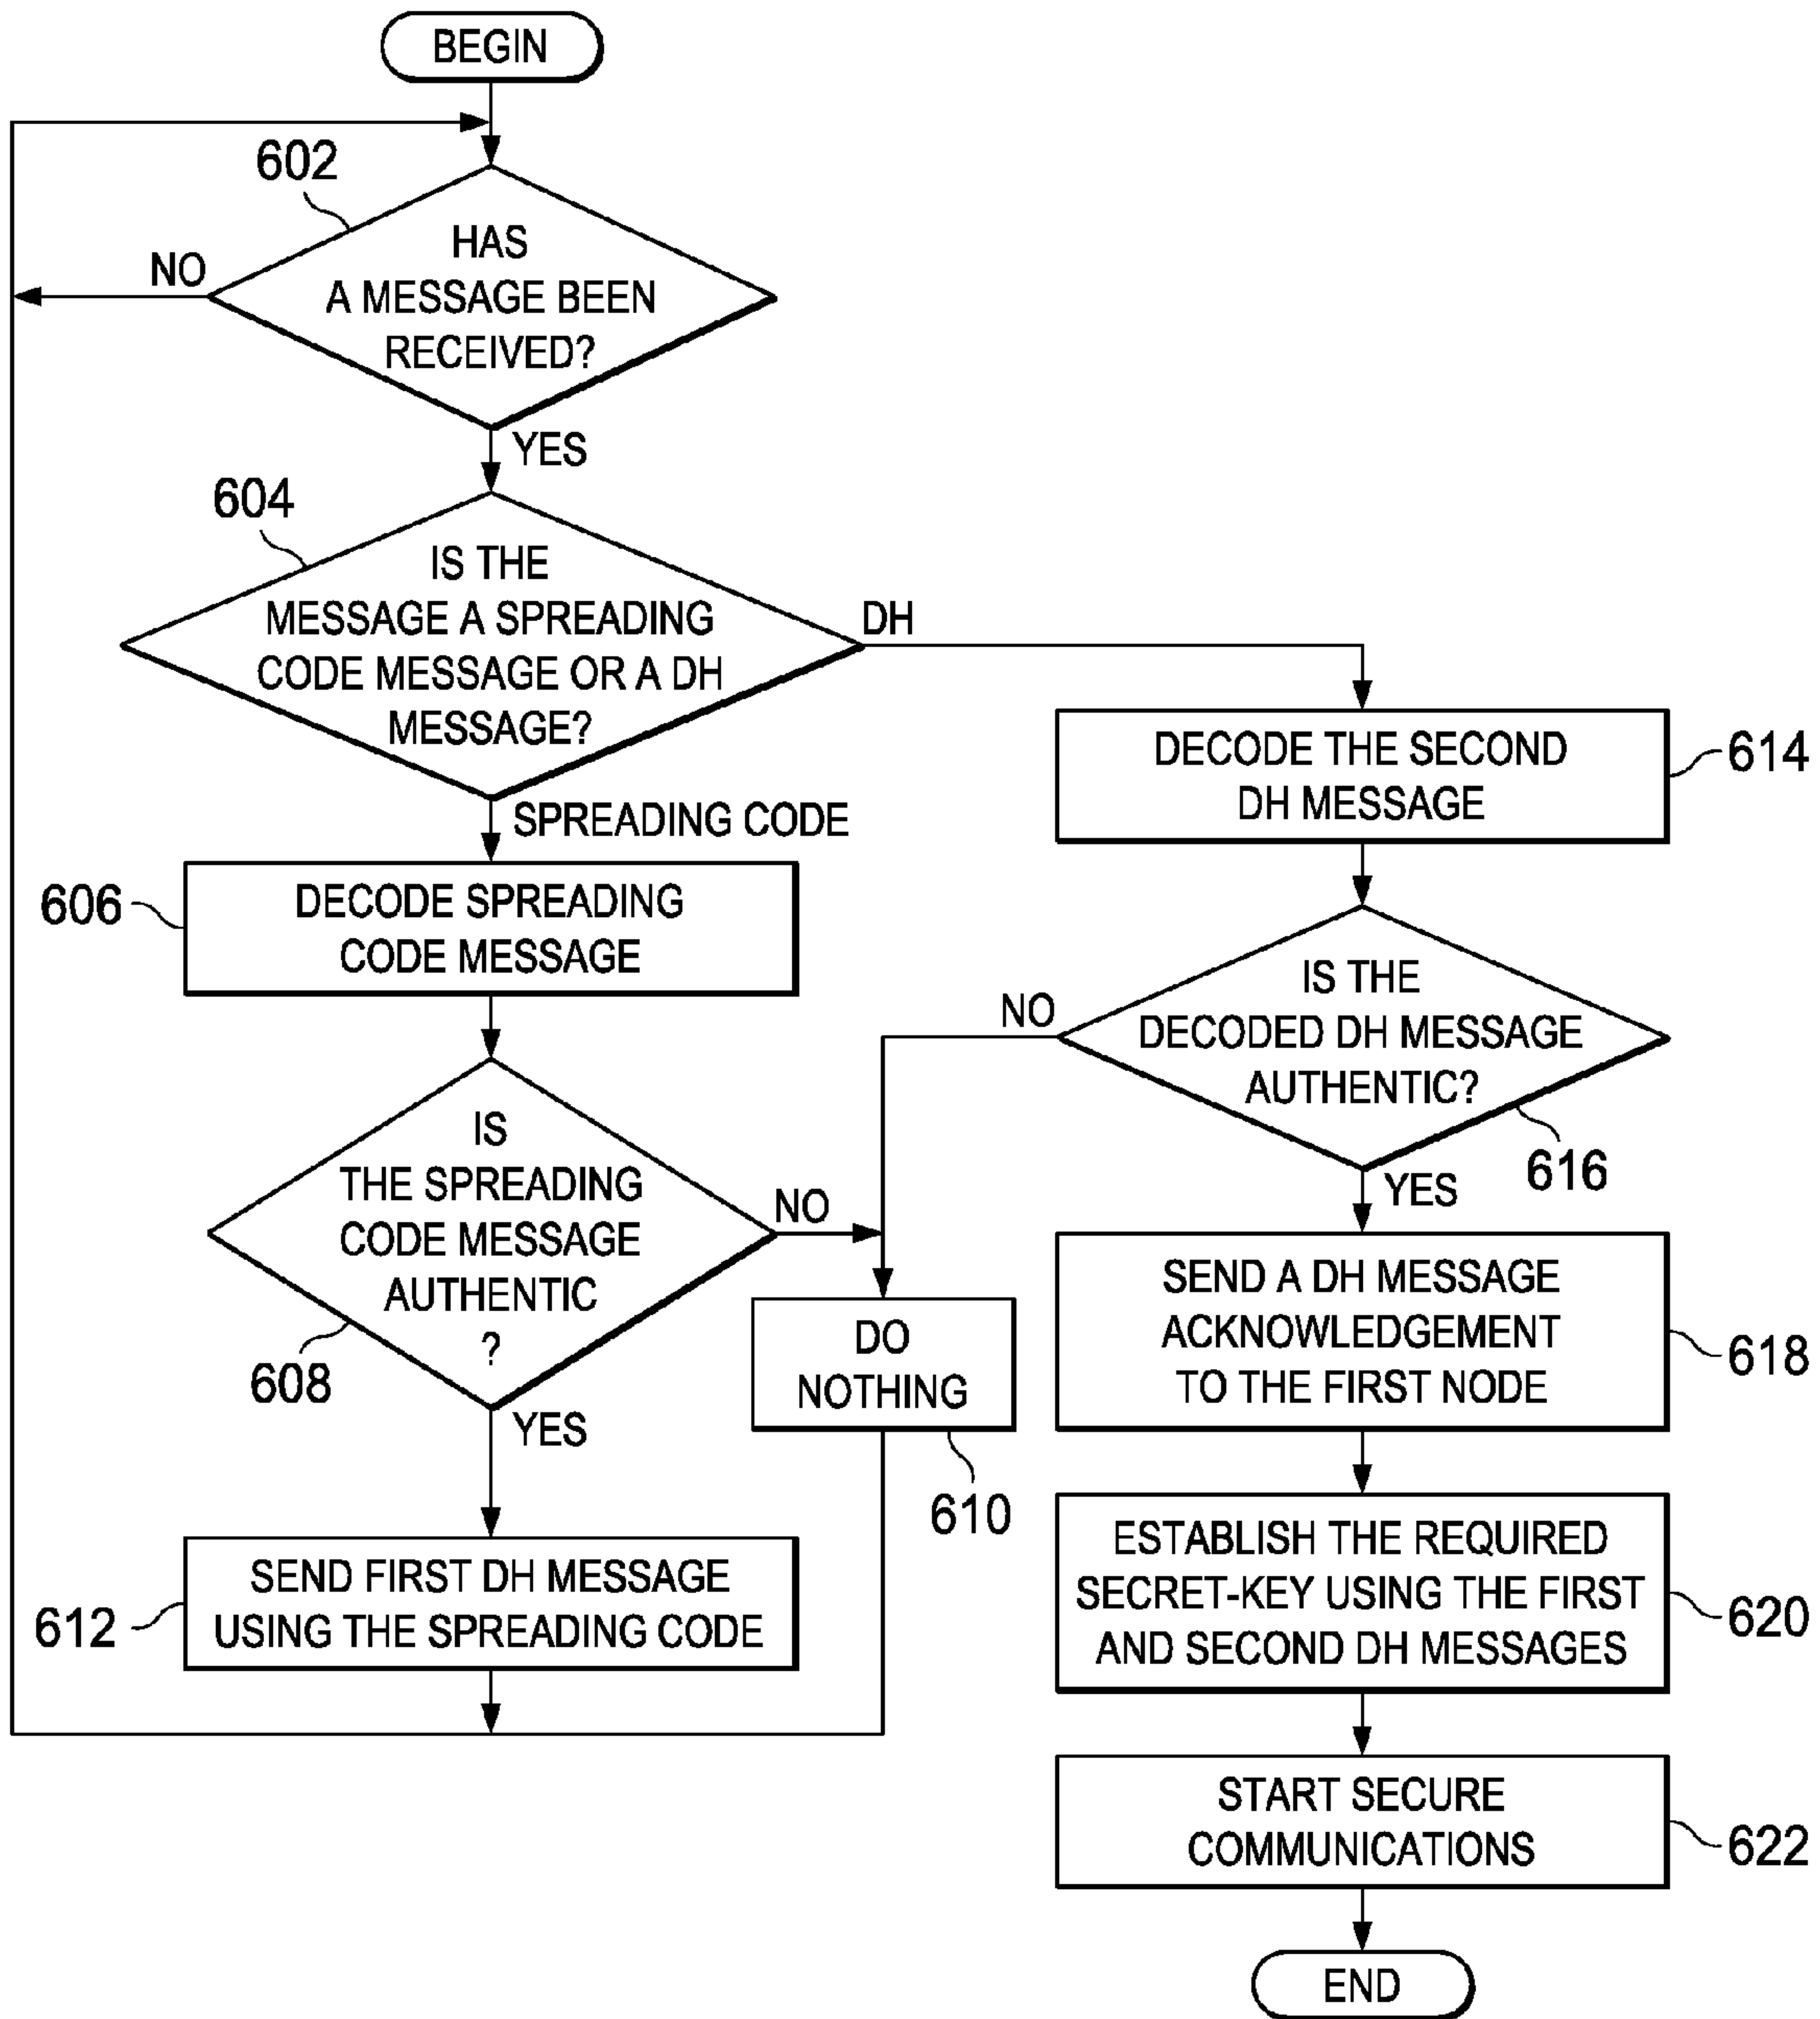 BEGIN
602
HAS
A MESSAGE BEEN
RECEIVED?
NO
YES
604
IS THE
MESSAGE A SPREADING
CODE MESSAGE OR A DH
MESSAGE?
DH
SPREADING CODE
606
DECODE SPREADING
CODE MESSAGE
IS
THE SPREADING
CODE MESSAGE
AUTHENTIC
?
608
NO
YES
DO
NOTHING
610
612
SEND FIRST DH MESSAGE
USING THE SPREADING CODE
DECODE THE SECOND
DH MESSAGE
614
IS THE
DECODED DH MESSAGE
AUTHENTIC?
NO
616
YES
SEND A DH MESSAGE
ACKNOWLEDGEMENT
TO THE FIRST NODE
618
ESTABLISH THE REQUIRED
SECRET-KEY USING THE FIRST
AND SECOND DH MESSAGES
620
START SECURE
COMMUNICATIONS
622
END